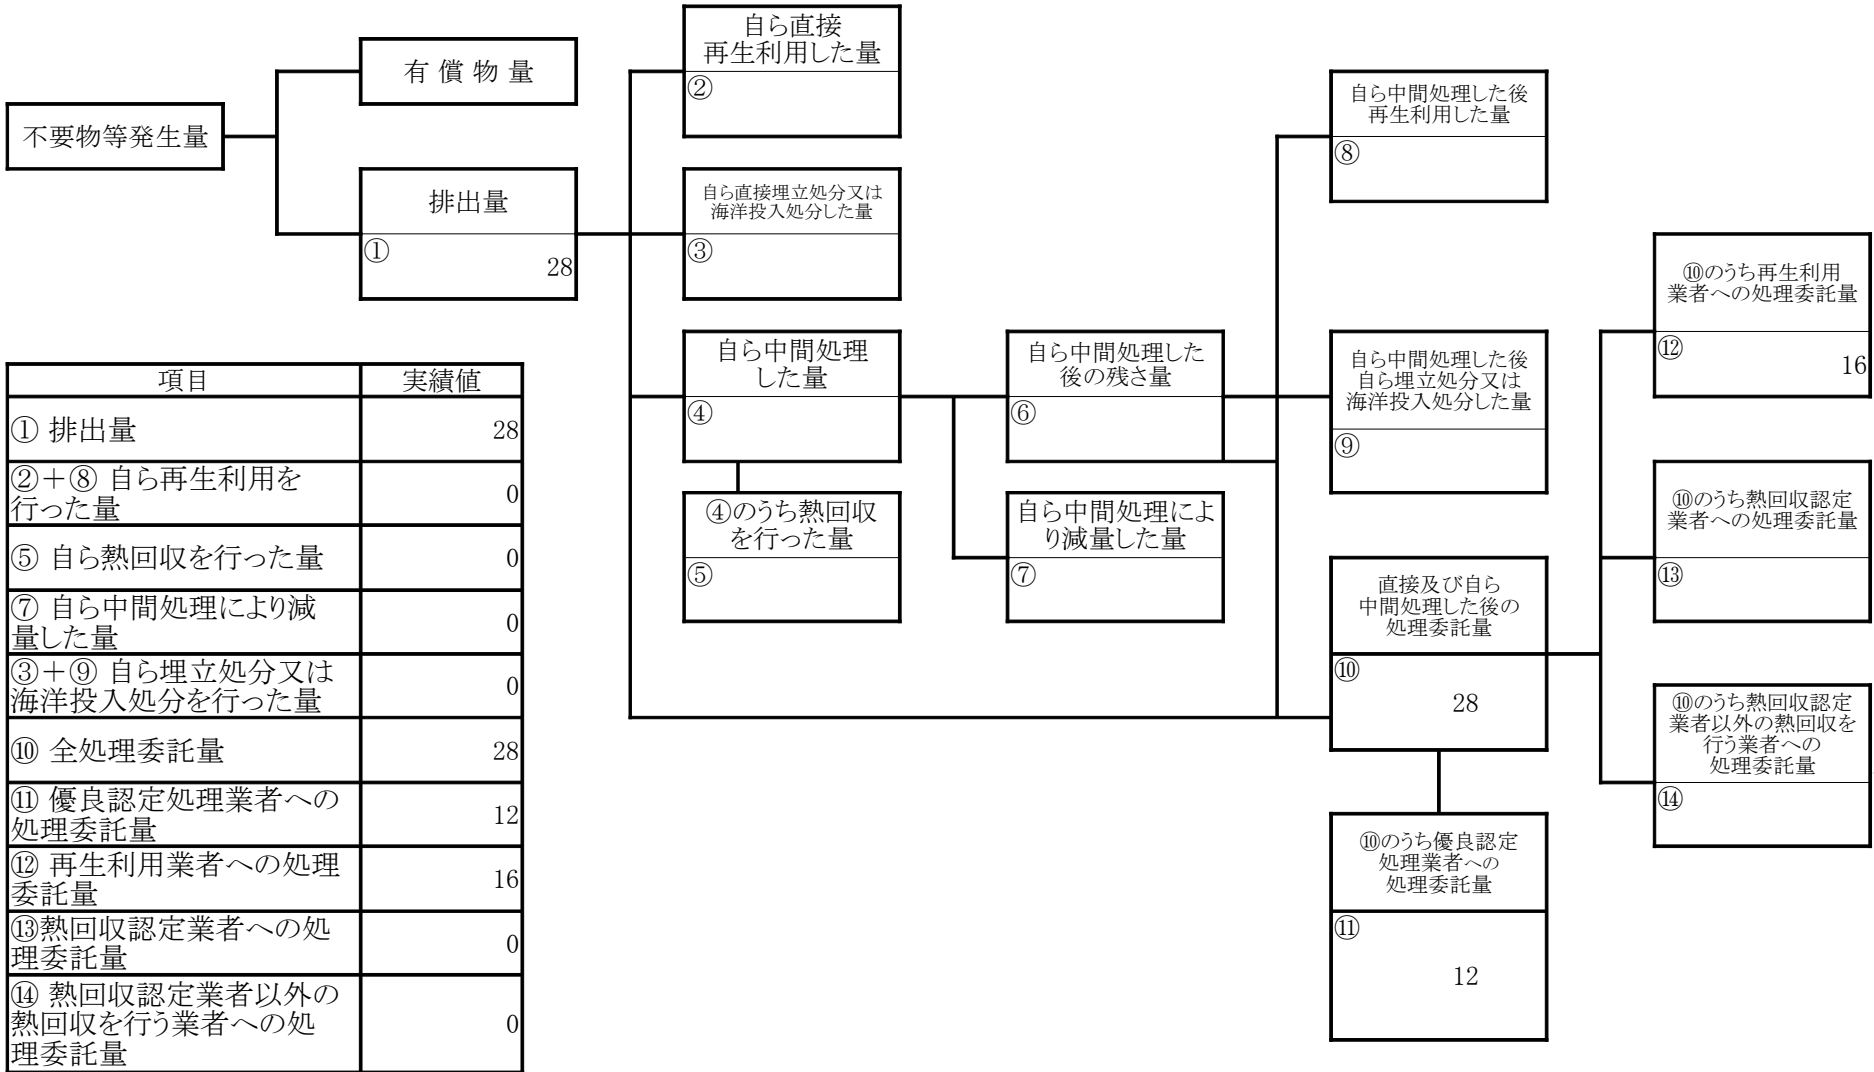 自ら直接
再生利用した量
②
有 償 物 量
不要物等発生量
排出量
①
28
自ら直接埋立処分又は
海洋投入処分した量
③
自ら中間処理した後
再生利用した量
⑧
⑩のうち再生利用
業者への処理委託量
⑫
16
自ら中間処理
した量
④
自ら中間処理した
後の残さ量
⑥
自ら中間処理した後
自ら埋立処分又は
海洋投入処分した量
⑨
④のうち熱回収
を行った量
⑤
自ら中間処理によ
り減量した量
⑦
⑩のうち熱回収認定
業者への処理委託量
⑬
直接及び自ら
中間処理した後の
処理委託量
⑩
28
⑩のうち熱回収認定
業者以外の熱回収を
行う業者への
処理委託量
⑭
⑩のうち優良認定
処理業者への
処理委託量
⑪
12
項目 実績値
① 排出量 28
②＋⑧ 自ら再生利用を
行った量 0
⑤ 自ら熱回収を行った量 0
⑦ 自ら中間処理により減
量した量 0
③＋⑨ 自ら埋立処分又は
海洋投入処分を行った量 0
⑩ 全処理委託量 28
⑪ 優良認定処理業者への
処理委託量 12
⑫ 再生利用業者への処理
委託量 16
⑬熱回収認定業者への処
理委託量 0
⑭ 熱回収認定業者以外の
熱回収を行う業者への処
理委託量 0